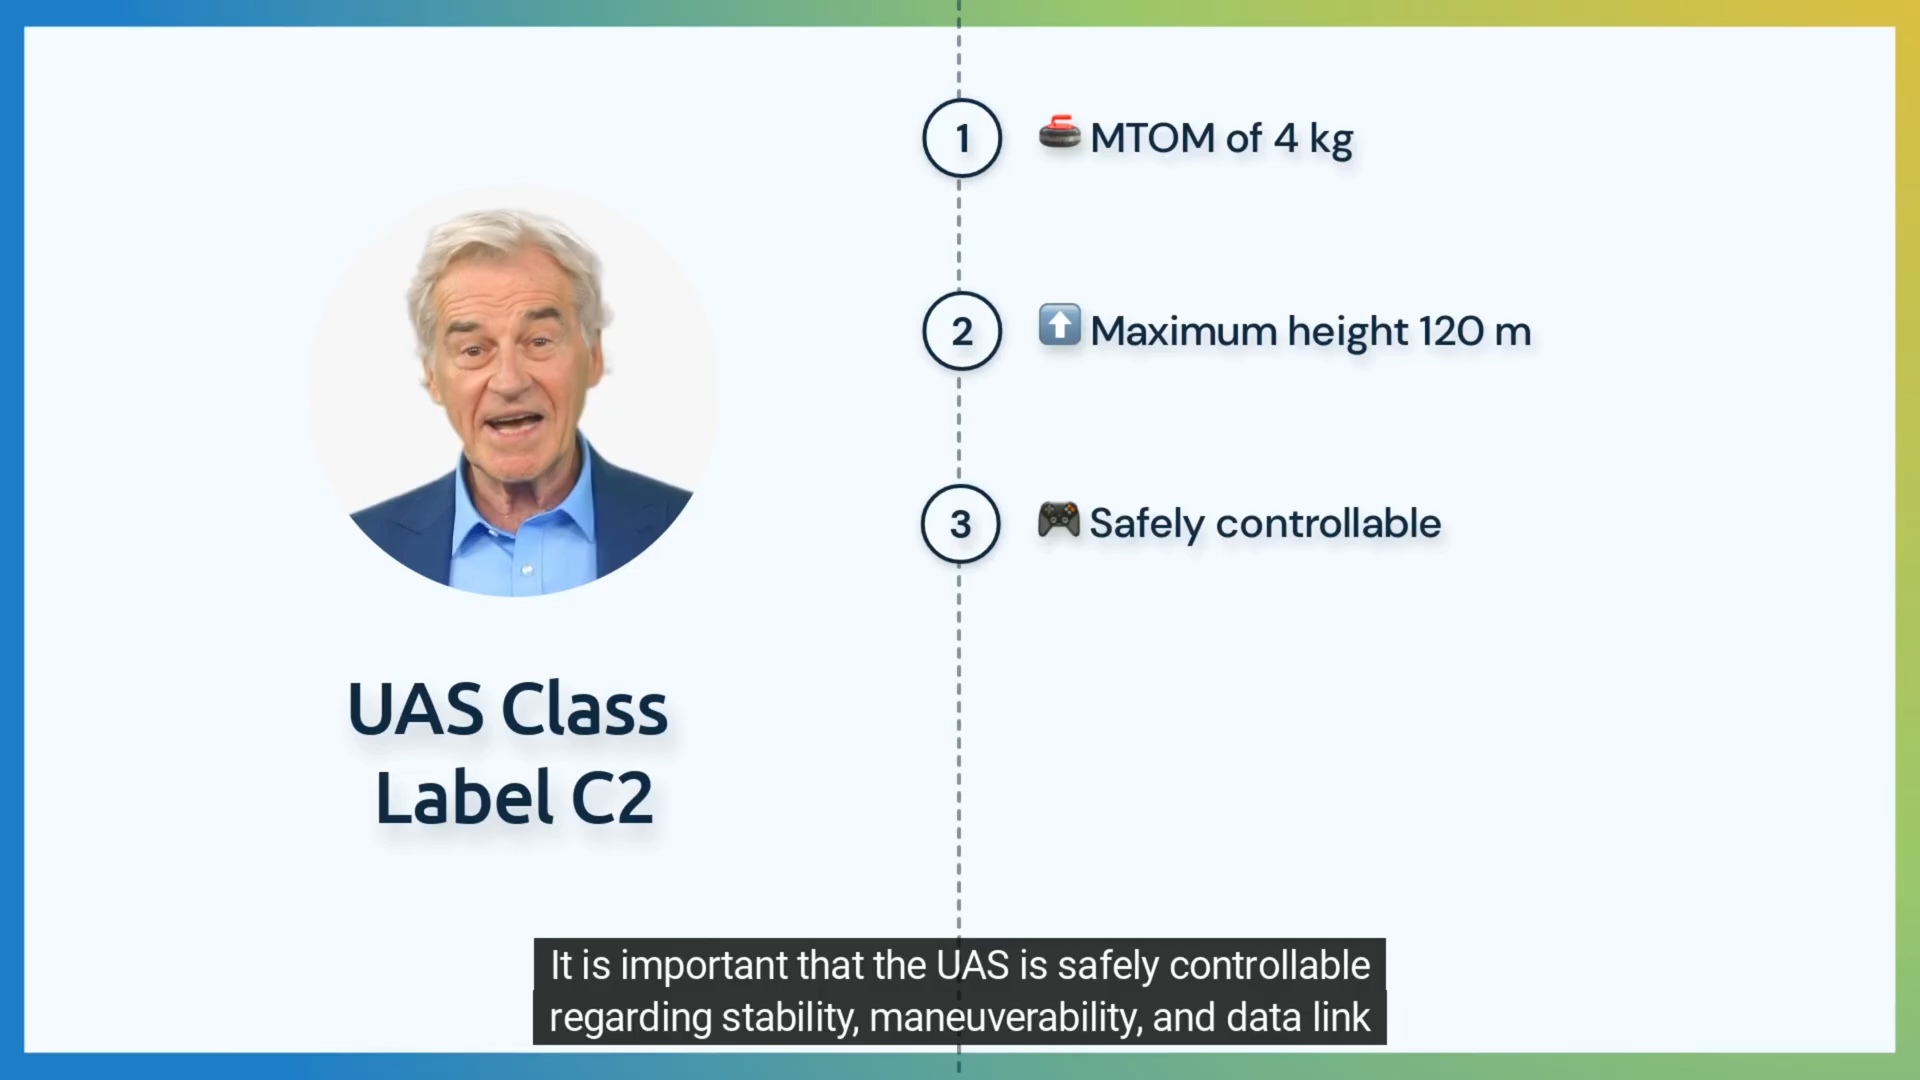 1 MTOM of 4 kg
2 Maximum height 120 m
3 Safely controllable
UAS Class
Label C2
It is important that the UAS is safely controllable
regarding stability, maneuverability, and data link